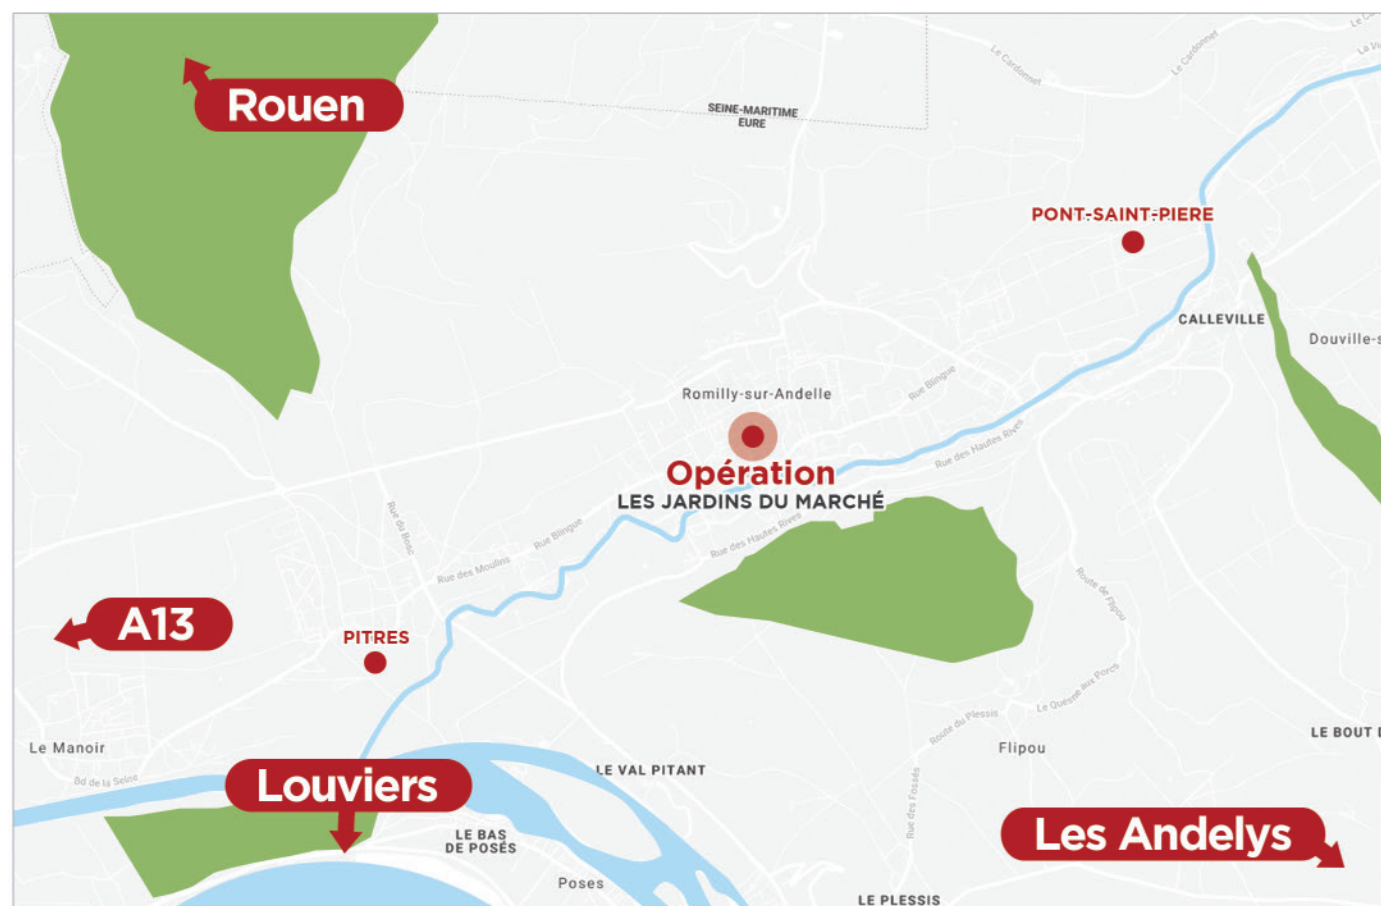 Le Cardonnet
Le Cardonnet
Rouen
SEINE-MARITIME
EURE
PONT-SAINT-PIERE
CALLEVILLE
Douville-s
Romilly-sur-Andelle
Rue Blingue
Opération
LES JARDINS DU MARCHÉ
Rue des Hautes Rives
Rue du Bosc
Rue Blingue
Rue des Hautes Rives
Rue des Moulins
Route de Flipou
A13
PITRES
Le Quesne aux Porcs
Route du Plessis
Flipou
LE BOUT D
Le Manoir
Bd de la Seine
LE VAL PITANT
Louviers
Rue des Fossés
LE BAS
DE POSÉS
Les Andelys
Poses
LE PLESSIS